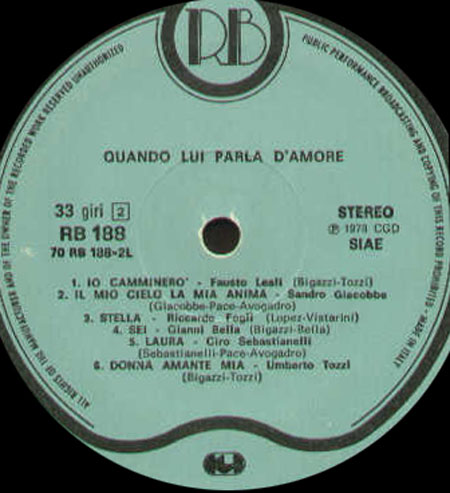 RB
ALL RIGHTS OF THE MANUFACTURER AND OF THE OWNER OF THE RECORDED WORK RESERVED UNAUTHORIZED
PUBLIC PERFORMANCE BROADCASTING AND COPYING OF THIS RECORD PROHIBITED - MADE IN ITALY
QUANDO LUI PARLA D'AMORE
33 giri 2
RB 188
70 RB 188-2L
STEREO
℗ 1978 CGD
SIAE
1. IO CAMMINERO' - Fausto Leali (Bigazzi-Tozzi)
2. IL MIO CIELO LA MIA ANIMA - Sandro Giacobbe
(Giacobbe-Pace-Avogadro)
3. STELLA - Riccardo Fogli (Lopez-Vistarini)
4. SEI - Gianni Bella (Bigazzi-Bella)
5. LAURA - Ciro Sebastianelli
(Sebastianelli-Pace-Avogadro)
6. DONNA AMANTE MIA - Umberto Tozzi
(Bigazzi-Tozzi)